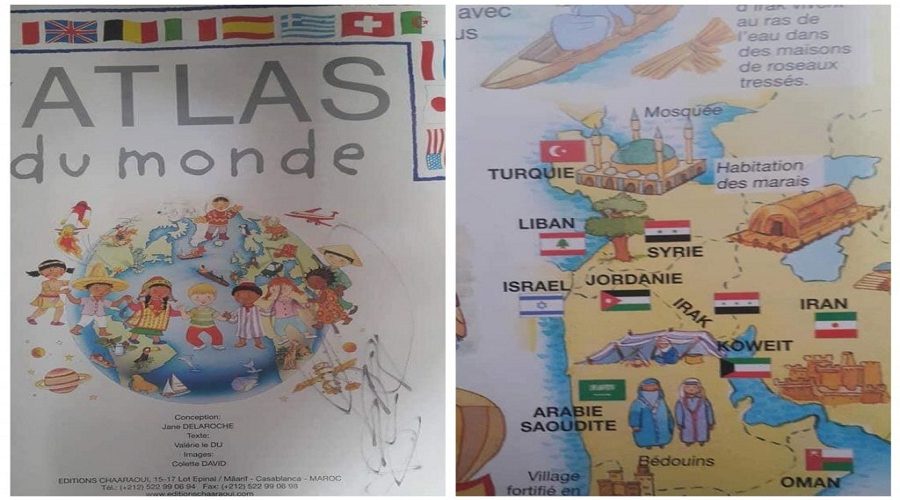 ATLAS
du monde
Conception:
Jane DELAROCHE
Texte:
Valérie le DU
Images:
Colette DAVID
EDITIONS CHAARAOUI, 15-17 Lot Epinal / Mâarif - Casablanca - MAROC
Tél.: (+212) 522 99 08 94 Fax: (+212) 522 99 08 98
www.editionschaaraoui.com
avec
us
d'Irak vivent
au ras de
l'eau dans
des maisons
de roseaux
tressés.
Mosquée
TURQUIE
Habitation
des marais
LIBAN
SYRIE
ISRAEL
JORDANIE
IRAK
IRAN
KOWEIT
ARABIE
SAOUDITE
Bédouins
OMAN
Village
fortifié en